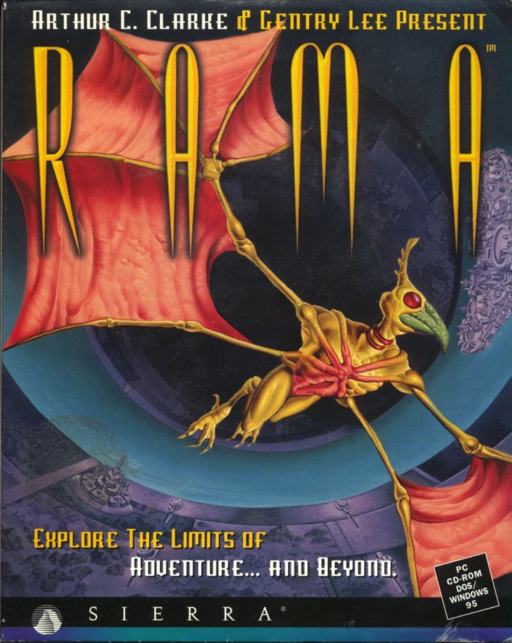 ARTHUR C. CLARKE & GENTRY LEE PRESENT
RAMA™
EXPLORE THE LIMITS OF
ADVENTURE... AND BEYOND.
PC
CD-ROM
DOS/
WINDOWS
95
SIERRA®